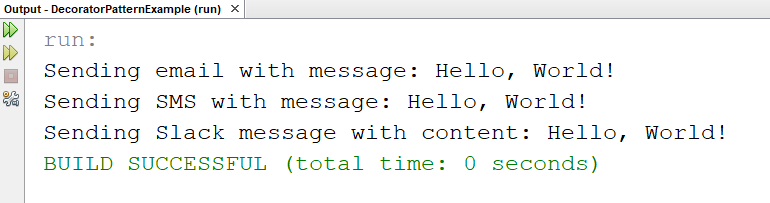 Output - DecoratorPatternExample (run) ×
run:
Sending email with message: Hello, World!
Sending SMS with message: Hello, World!
Sending Slack message with content: Hello, World!
BUILD SUCCESSFUL (total time: 0 seconds)